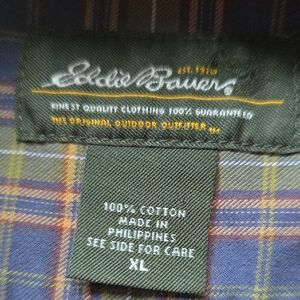 EST. 1920
Eddie Bauer
FINEST QUALITY CLOTHING 100% GUARANTEED
THE ORIGINAL OUTDOOR OUTFITTER TM
100% COTTON
MADE IN
PHILIPPINES
SEE SIDE FOR CARE
XL